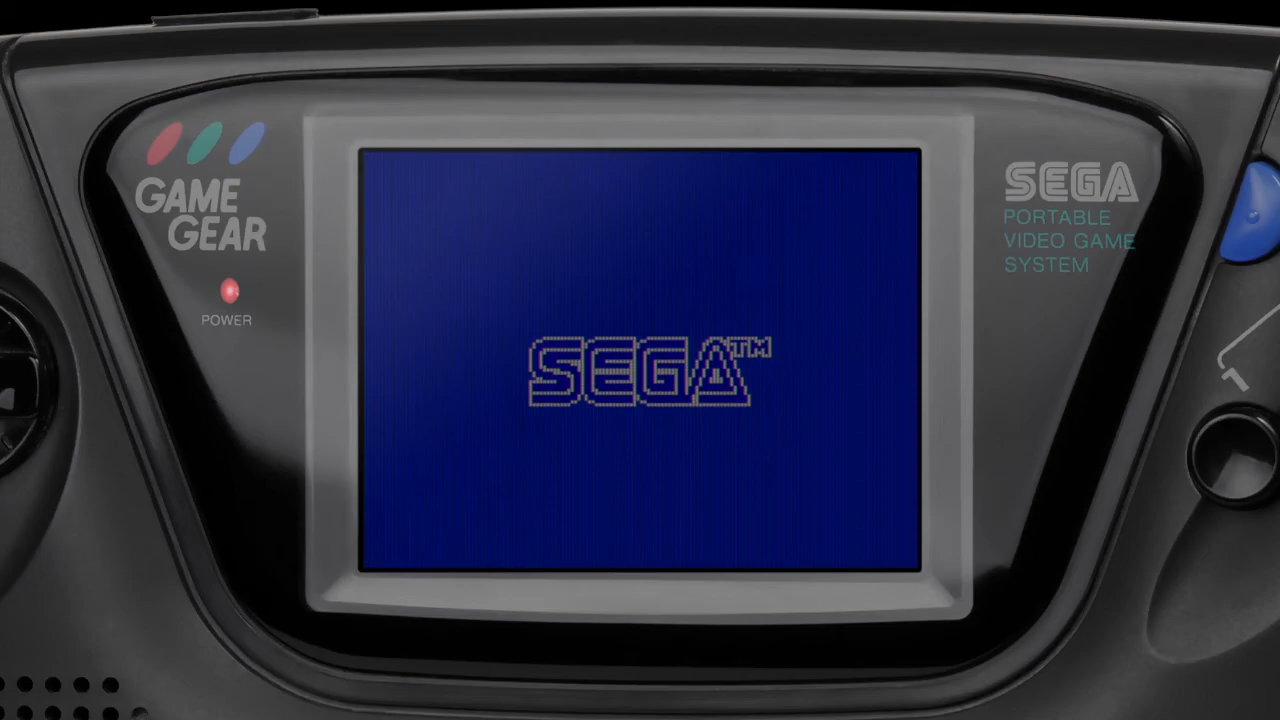 GAME
GEAR
POWER
SEGA™
SEGA
PORTABLE
VIDEO GAME
SYSTEM